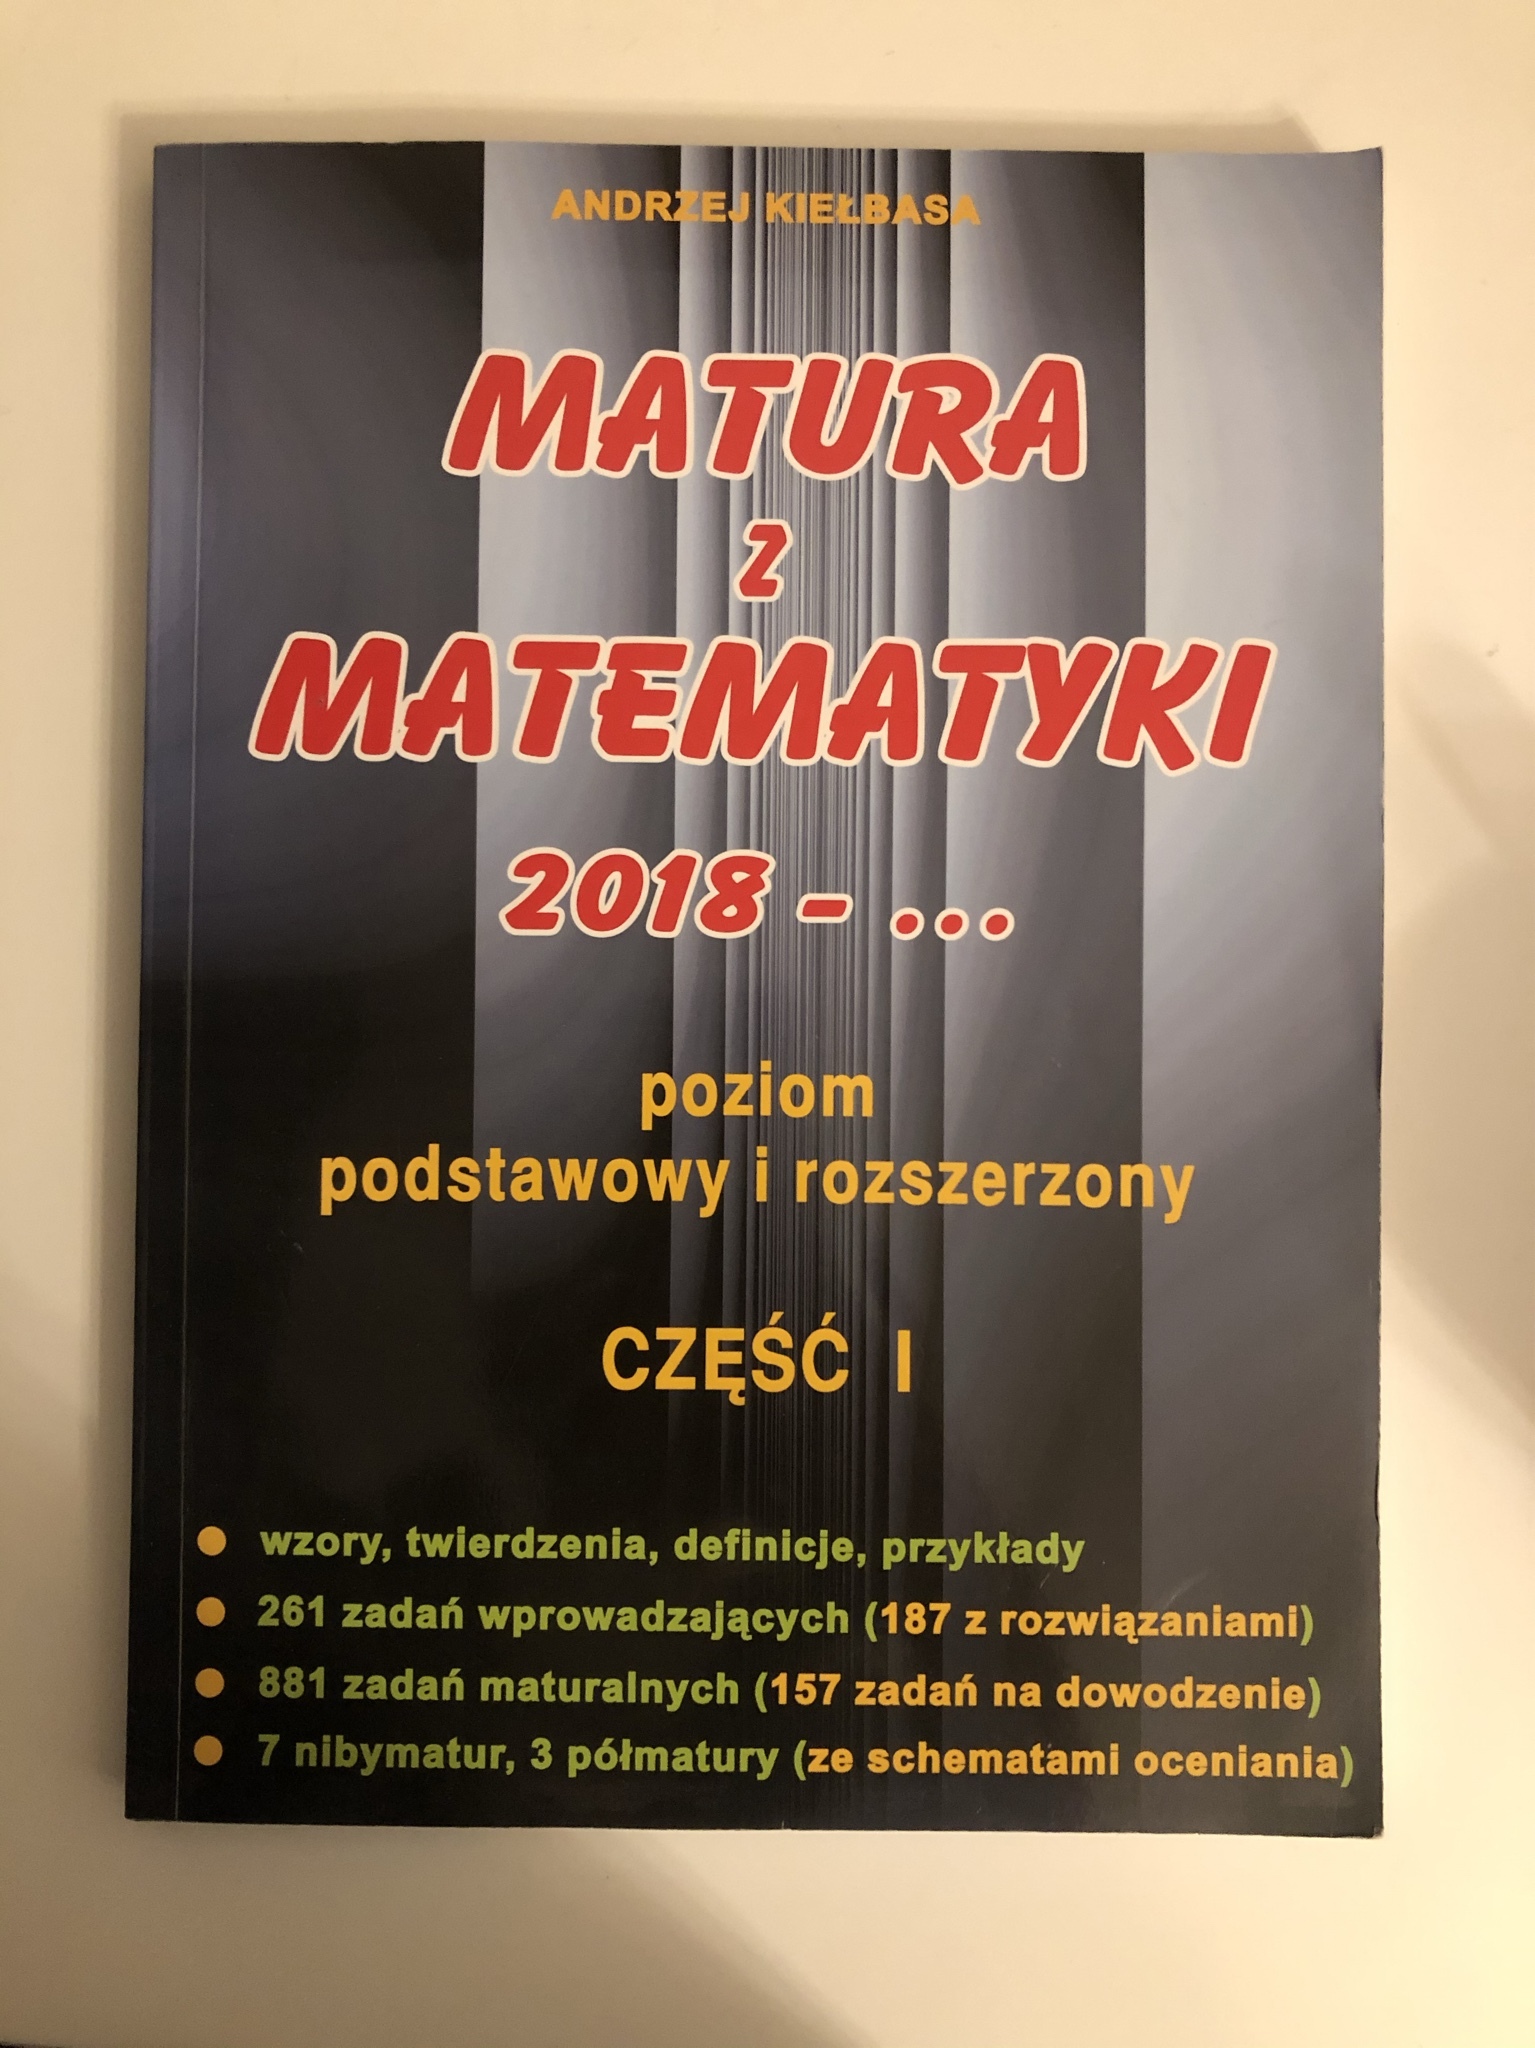 ANDRZEJ KIEŁBASA
MATURA
Z
MATEMATYKI
2018 - ...
poziom
podstawowy i rozszerzony
CZĘŚĆ I
● wzory, twierdzenia, definicje, przykłady
● 261 zadań wprowadzających (187 z rozwiązaniami)
● 881 zadań maturalnych (157 zadań na dowodzenie)
● 7 nibymatur, 3 półmatury (ze schematami oceniania)